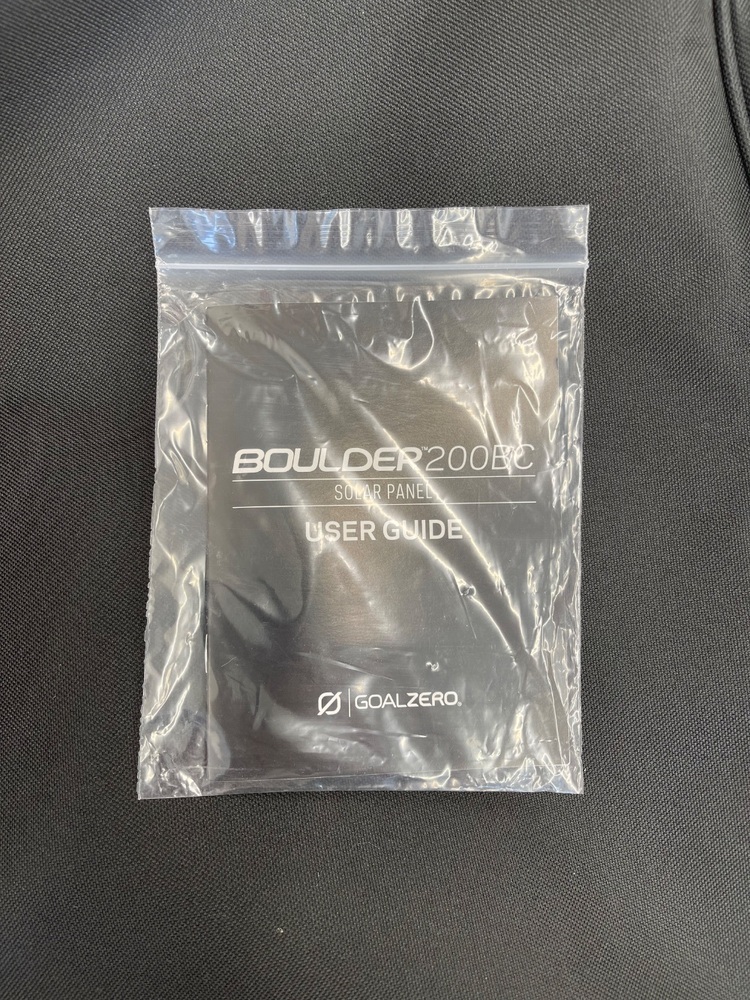 BOULDER™200BC
SOLAR PANEL
USER GUIDE
GOALZERO®